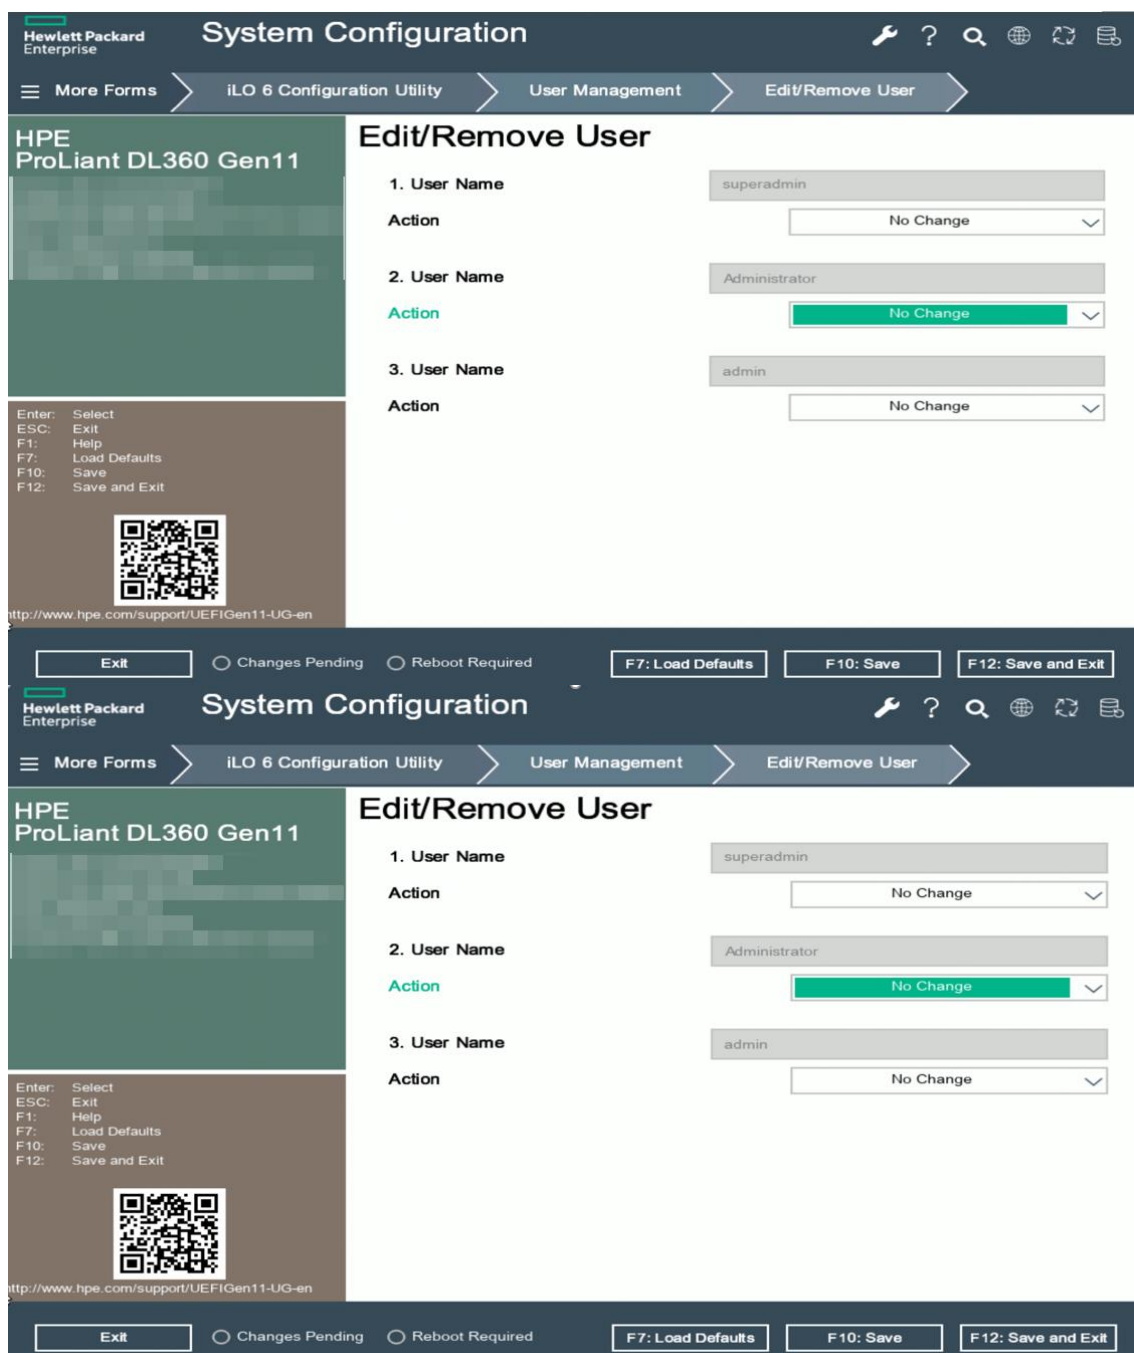 Hewlett Packard
Enterprise
System Configuration
More Forms
iLO 6 Configuration Utility
User Management
Edit/Remove User
HPE
ProLiant DL360 Gen11
Edit/Remove User
1. User Name
superadmin
Action
No Change
2. User Name
Administrator
Action
No Change
3. User Name
admin
Action
No Change
Enter: Select
ESC: Exit
F1: Help
F7: Load Defaults
F10: Save
F12: Save and Exit
ttp://www.hpe.com/support/UEFIGen11-UG-en
Exit
Changes Pending
Reboot Required
F7: Load Defaults
F10: Save
F12: Save and Exit
Hewlett Packard
Enterprise
System Configuration
More Forms
iLO 6 Configuration Utility
User Management
Edit/Remove User
HPE
ProLiant DL360 Gen11
Edit/Remove User
1. User Name
superadmin
Action
No Change
2. User Name
Administrator
Action
No Change
3. User Name
admin
Action
No Change
Enter: Select
ESC: Exit
F1: Help
F7: Load Defaults
F10: Save
F12: Save and Exit
ttp://www.hpe.com/support/UEFIGen11-UG-en
Exit
Changes Pending
Reboot Required
F7: Load Defaults
F10: Save
F12: Save and Exit